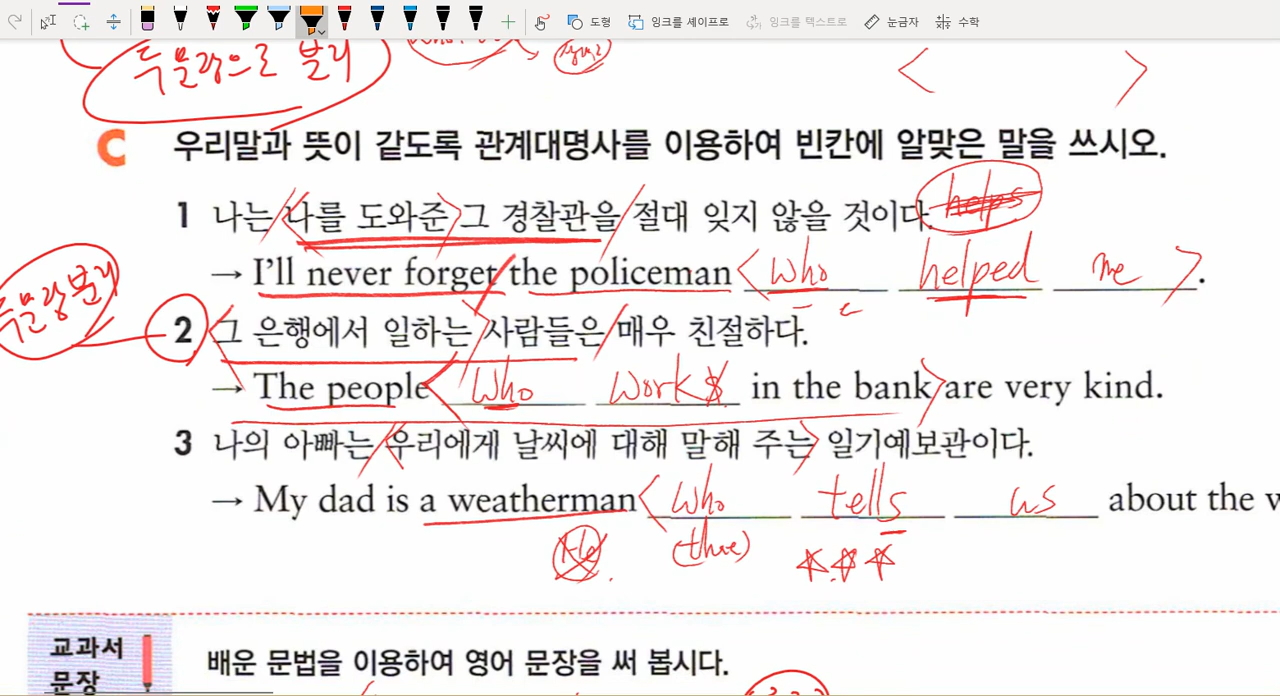 도형 잉크를 셰이프로 잉크를 텍스트로 눈금자 수학
두 물랑으로 분리
C 우리말과 뜻이 같도록 관계대명사를 이용하여 빈칸에 알맞은 말을 쓰시오.
1 나는 나를 도와준 그 경찰관을 절대 잊지 않을 것이다. helps
→ I'll never forget the policeman <who helped me>.
2 그 은행에서 일하는 사람들은 매우 친절하다.
→ The people <who works in the bank> are very kind.
3 나의 아빠는 <우리에게 날씨에 대해 말해 주는> 일기예보관이다.
→ My dad is a weatherman <who tells us about the w
교과서
문장
배운 문법을 이용하여 영어 문장을 써 봅시다.